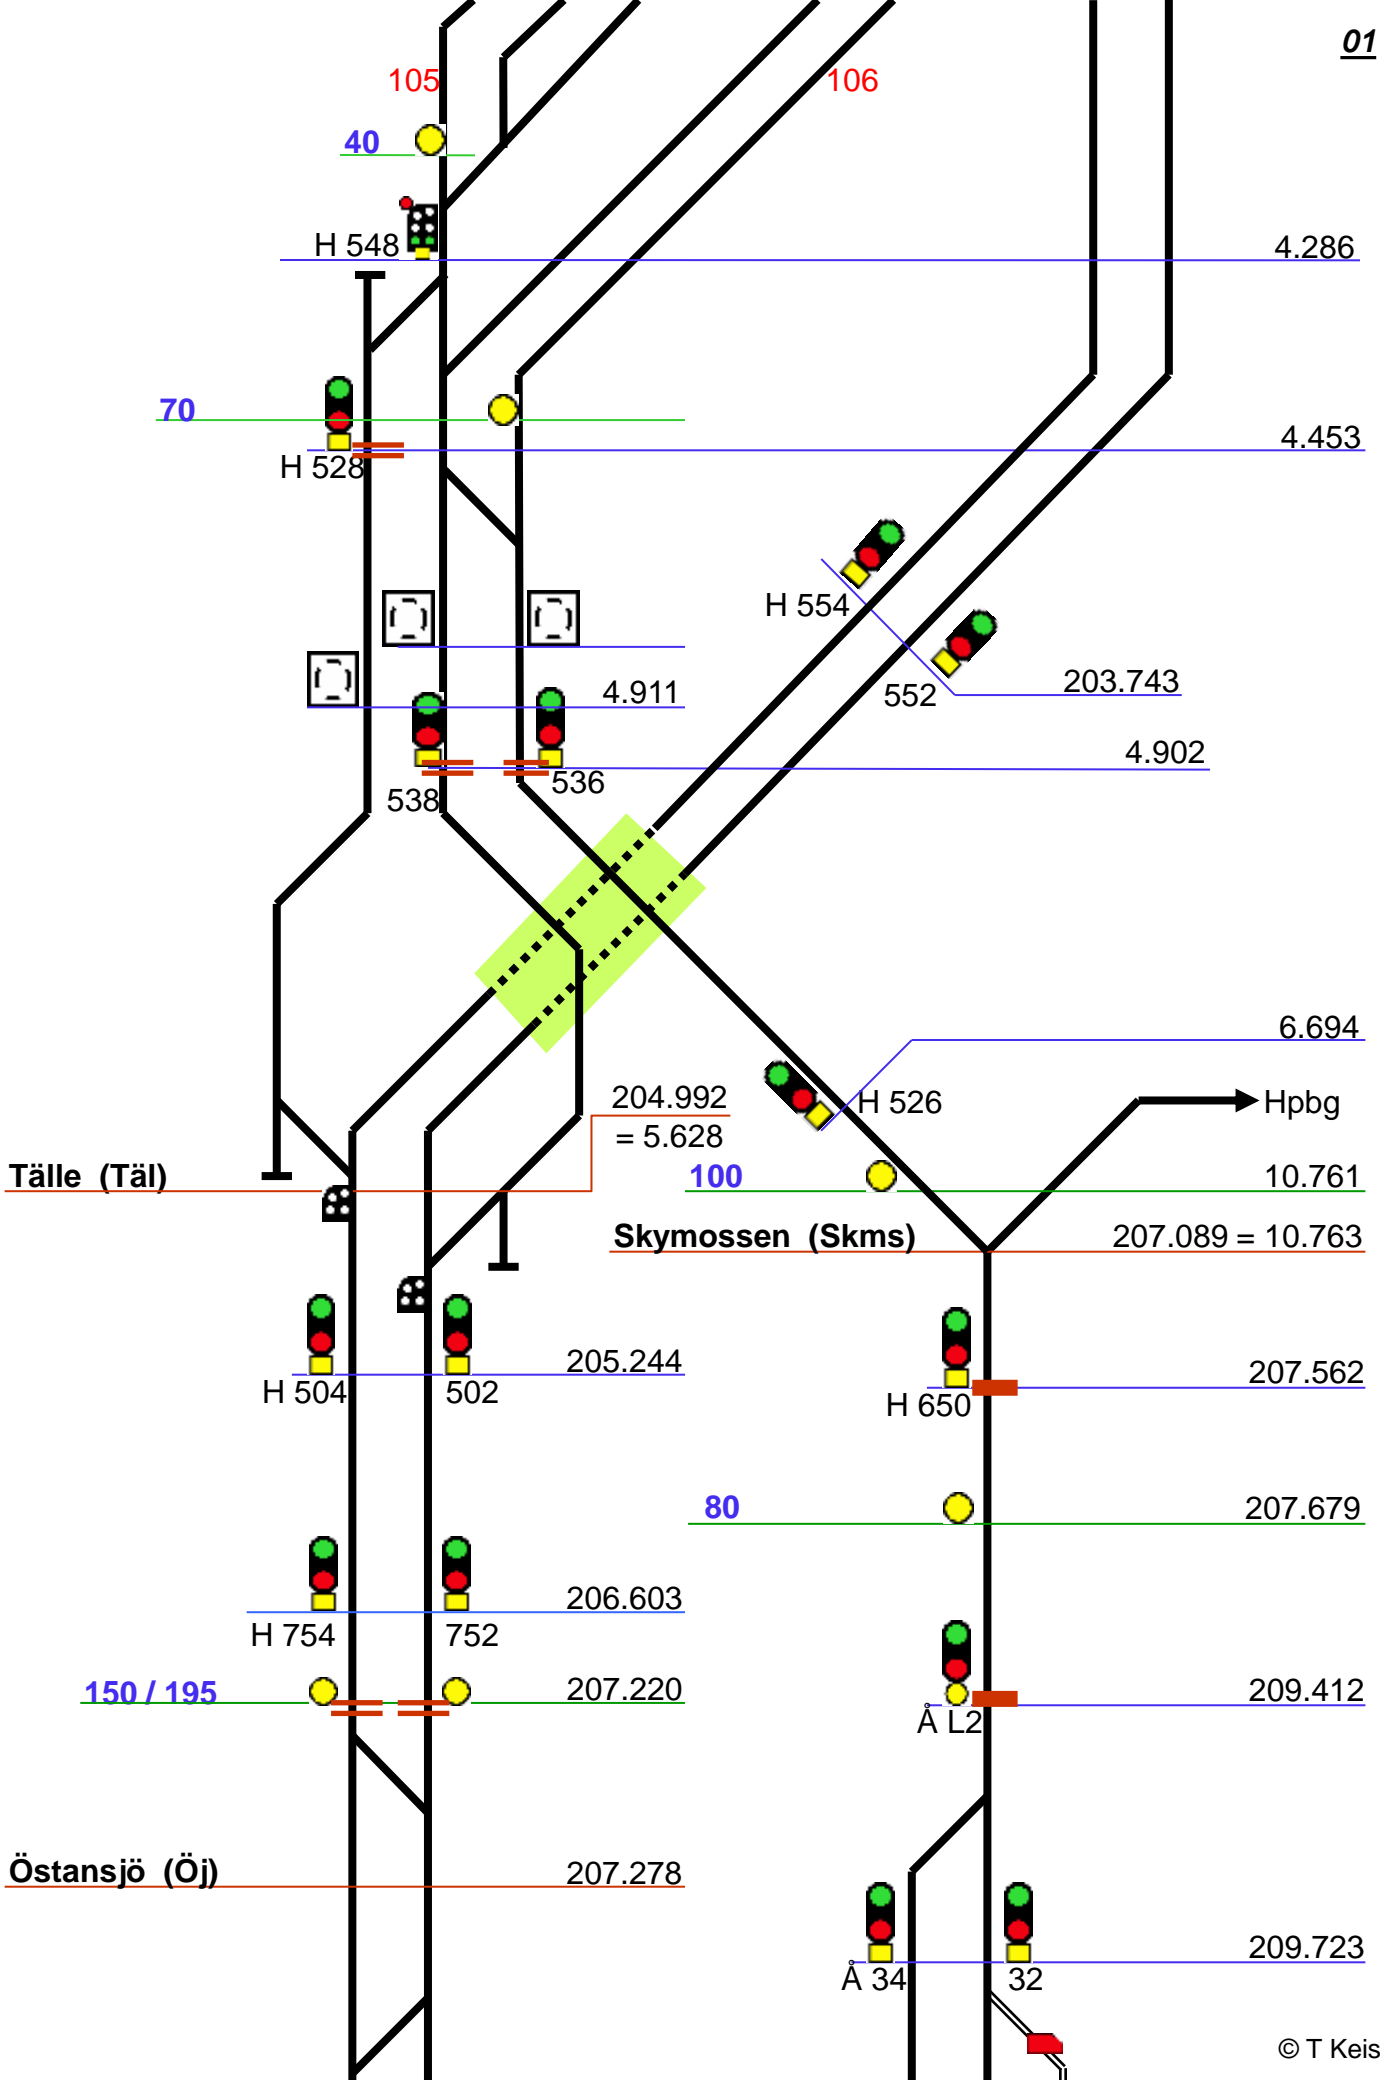 01
105
106
40
H 548
4.286
70
4.453
H 528
H 554
552
203.743
4.911
4.902
536
538
6.694
204.992
H 526
Hpbg
= 5.628
Tälle (Täl)
100
10.761
Skymossen (Skms)
207.089 = 10.763
205.244
H 504
502
207.562
H 650
80
207.679
206.603
H 754
752
150 / 195
207.220
209.412
Å L2
Östansjö (Öj)
207.278
209.723
Å 34
32
© T Keis